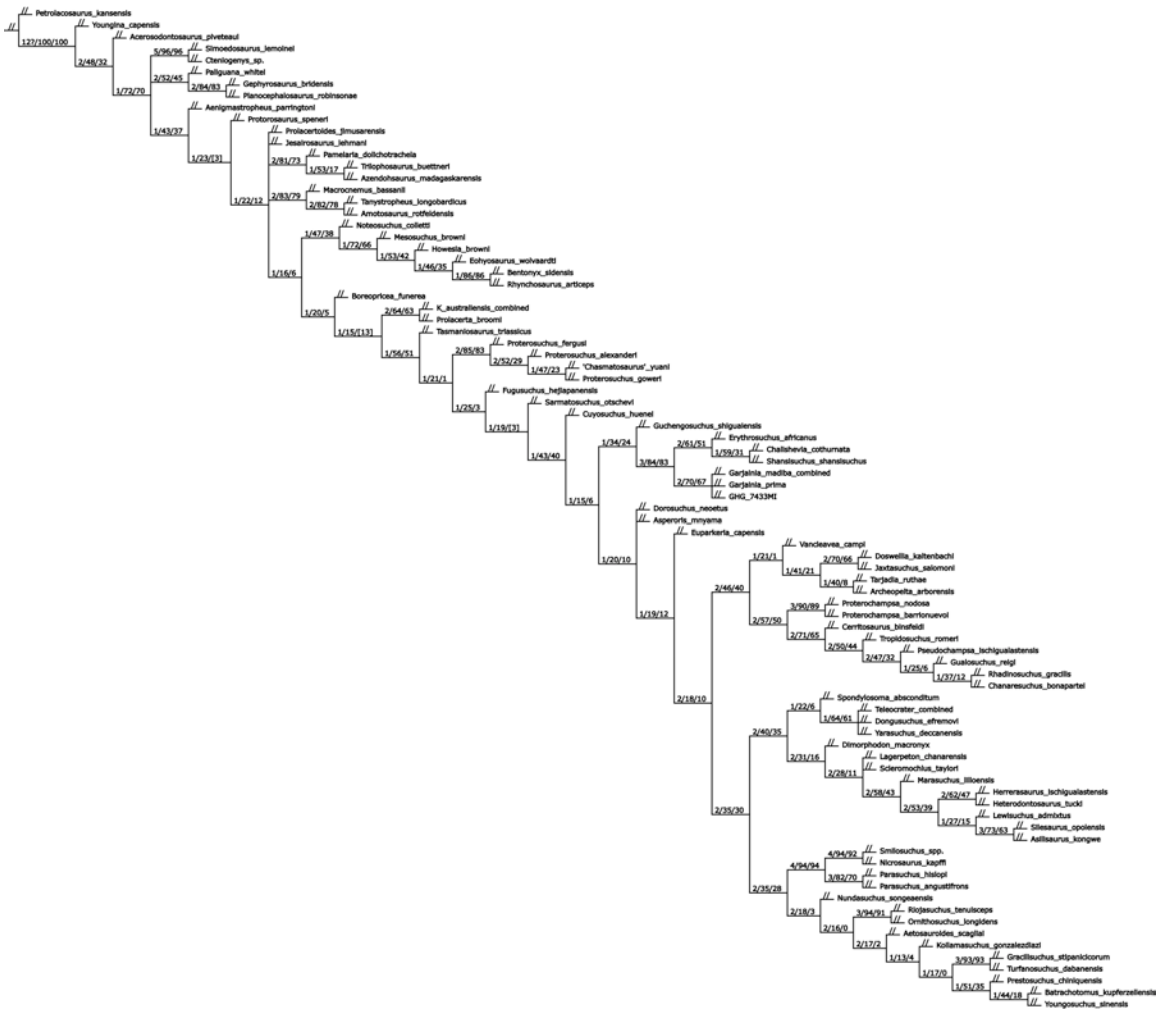 Petrolacosaurus_kansensis
Youngina_capensis
127/100/100
Acerosodontosaurus_piveteaui
2/48/32
Simoedosaurus_lemoinei
5/96/96
Cteniogenys_sp.
1/72/70
Paliguana_whitei
2/52/45
Gephyrosaurus_bridensis
2/84/83
Planocephalosaurus_robinsonae
Aenigmastropheus_parringtoni
1/43/37
Protorosaurus_speneri
1/23/[3]
Prolacertoides_jimusarensis
Jesairosaurus_lehmani
Pamelaria_dolichotrachela
2/81/73
Trilophosaurus_buettneri
1/53/17
Azendohsaurus_madagaskarensis
Macrocnemus_bassanii
2/83/79
1/22/12
Tanystropheus_longobardicus
2/82/78
Amotosaurus_rotfeldensis
Noteosuchus_colletti
1/47/38
Mesosuchus_browni
1/72/66
Howesia_browni
1/53/42
Eohyosaurus_wolvaardti
1/46/35
Bentonyx_sidensis
1/86/86
1/16/6
Rhynchosaurus_articeps
Boreopricea_funerea
K_australiensis_combined
2/64/63
1/20/5
Prolacerta_broomi
1/15/[13]
Tasmaniosaurus_triassicus
Proterosuchus_fergusi
2/85/83
1/56/51
Proterosuchus_alexanderi
2/52/29
'Chasmatosaurus'_yuani
1/47/23
1/21/1
Proterosuchus_goweri
Fugusuchus_hejiapanensis
1/25/3
Sarmatosuchus_otschevi
1/19/[3]
Cuyosuchus_huenei
Guchengosuchus_shiguaiensis
1/43/40
Erythrosuchus_africanus
1/34/24
2/61/51
Chalishevia_cothurnata
1/59/31
Shansisuchus_shansisuchus
3/84/83
Garjainia_madiba_combined
Garjainia_prima
2/70/67
GHG_7433MI
1/15/6
Dorosuchus_neoetus
Asperoris_mnyama
Euparkeria_capensis
Vancleavea_campi
1/20/10
1/21/1
Doswellia_kaltenbachi
2/70/66
Jaxtasuchus_salomoni
1/41/21
Tarjadia_ruthae
1/40/8
Archeopelta_arborensis
2/46/40
Proterochampsa_nodosa
3/90/89
Proterochampsa_barrionuevoi
1/19/12
Cerritosaurus_binsfeldi
2/57/50
Tropidosuchus_romeri
2/71/65
Pseudochampsa_ischigualastensis
2/50/44
Gualosuchus_reigi
2/47/32
Rhadinosuchus_gracilis
1/25/6
Chanaresuchus_bonapartei
1/37/12
Spondylosoma_absconditum
2/18/10
1/22/6
Teleocrater_combined
1/64/61
Dongusuchus_efremovi
Yarasuchus_deccanensis
2/40/35
Dimorphodon_macronyx
Lagerpeton_chanarensis
2/31/16
Scleromochlus_taylori
2/28/11
Marasuchus_lilloensis
Herrerasaurus_ischigualastensis
2/58/43
2/62/47
Heterodontosaurus_tucki
2/53/39
Lewisuchus_admixtus
2/35/30
1/27/15
Silesaurus_opolensis
3/73/63
Asilisaurus_kongwe
Smilosuchus_spp.
4/94/92
Nicrosaurus_kapffi
4/94/94
Parasuchus_hislopi
3/82/70
Parasuchus_angustifrons
2/35/28
Nundasuchus_songeaensis
Riojasuchus_tenuisceps
2/18/3
3/94/91
Ornithosuchus_longidens
2/16/0
Aetosauroides_scagliai
2/17/2
Koilamasuchus_gonzalezdiazi
Gracilisuchus_stipanicicorum
1/13/4
3/93/93
Turfanosuchus_dabanensis
1/17/0
Prestosuchus_chiniquensis
1/51/35
Batrachotomus_kupferzellensis
1/44/18
Youngosuchus_sinensis